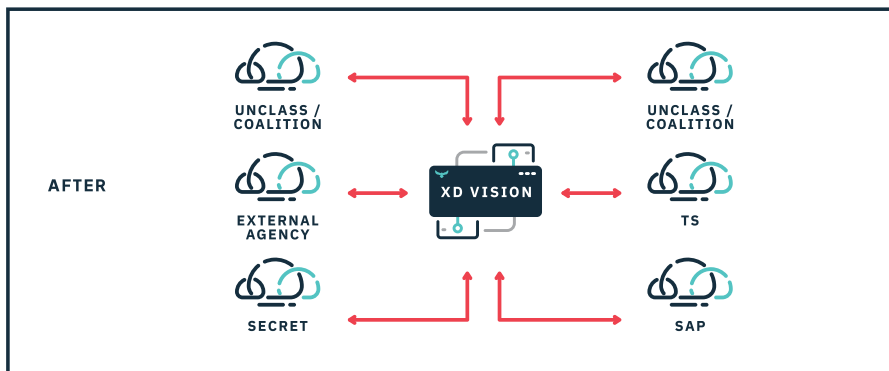 UNCLASS /
COALITION
UNCLASS /
COALITION
AFTER
XD VISION
EXTERNAL
AGENCY
TS
SECRET
SAP